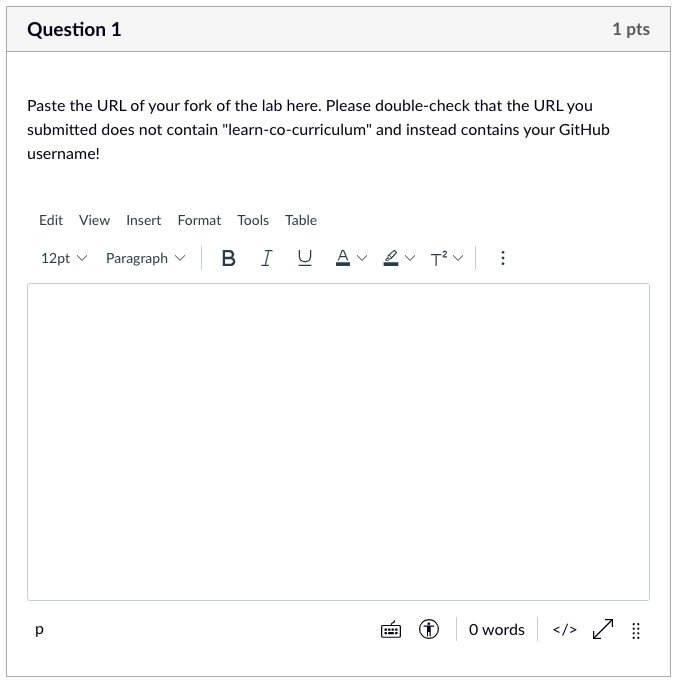 Question 1 1 pts
Paste the URL of your fork of the lab here. Please double-check that the URL you
submitted does not contain "learn-co-curriculum" and instead contains your GitHub
username!
Edit View Insert Format Tools Table
12pt Paragraph B I U A T²
p 0 words </>